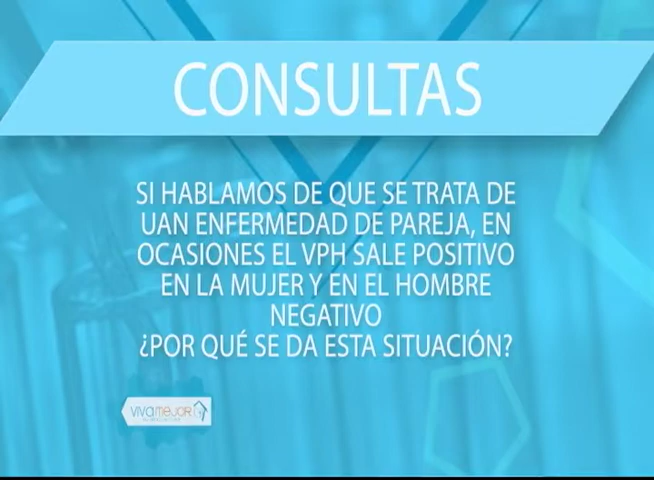 CONSULTAS
SI HABLAMOS DE QUE SE TRATA DE
UAN ENFERMEDAD DE PAREJA, EN
OCASIONES EL VPH SALE POSITIVO
EN LA MUJER Y EN EL HOMBRE
NEGATIVO
¿POR QUÉ SE DA ESTA SITUACIÓN?
VIVAMEJOR